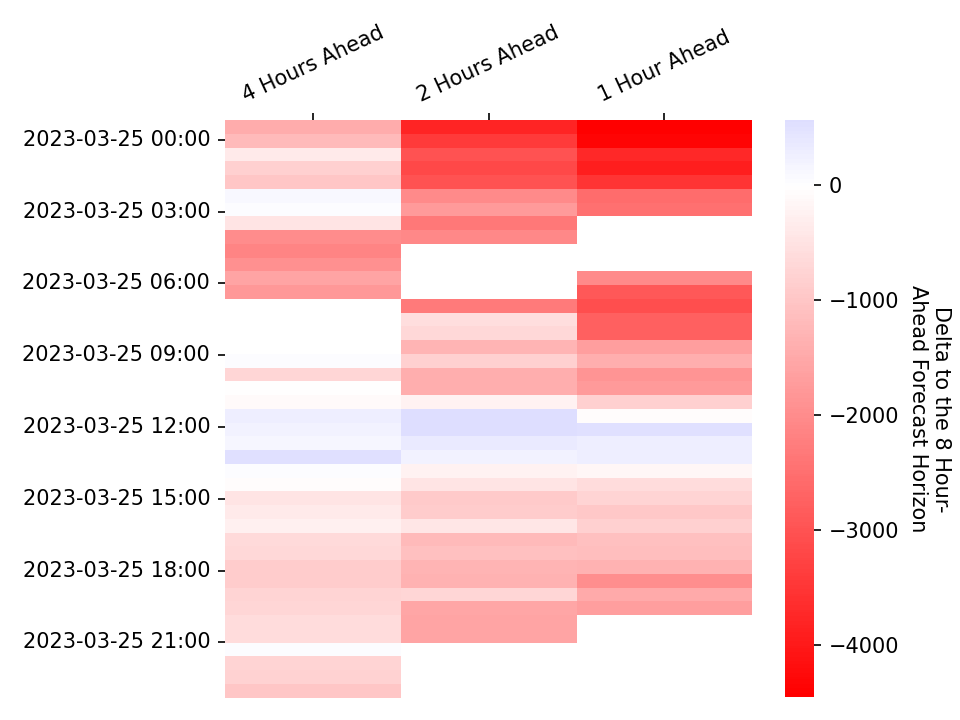 4 Hours Ahead
2 Hours Ahead
1 Hour Ahead
2023-03-25 00:00
2023-03-25 03:00
2023-03-25 06:00
2023-03-25 09:00
2023-03-25 12:00
2023-03-25 15:00
2023-03-25 18:00
2023-03-25 21:00
0
−1000
−2000
−3000
−4000
Delta to the 8 Hour-
Ahead Forecast Horizon